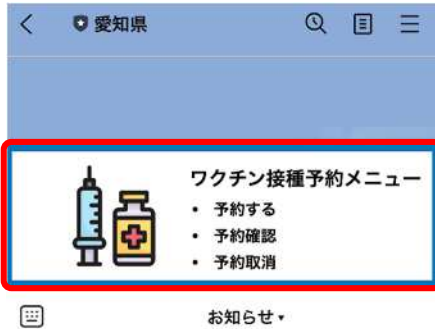 愛知県
ワクチン接種予約メニュー
• 予約する
• 予約確認
• 予約取消
お知らせ▾